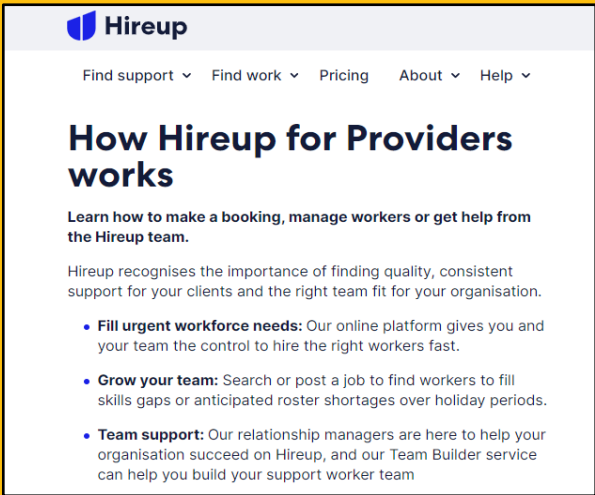 Hireup
Find support Find work Pricing About Help
How Hireup for Providers
works
Learn how to make a booking, manage workers or get help from
the Hireup team.
Hireup recognises the importance of finding quality, consistent
support for your clients and the right team fit for your organisation.
• Fill urgent workforce needs: Our online platform gives you and
your team the control to hire the right workers fast.
• Grow your team: Search or post a job to find workers to fill
skills gaps or anticipated roster shortages over holiday periods.
• Team support: Our relationship managers are here to help your
organisation succeed on Hireup, and our Team Builder service
can help you build your support worker team